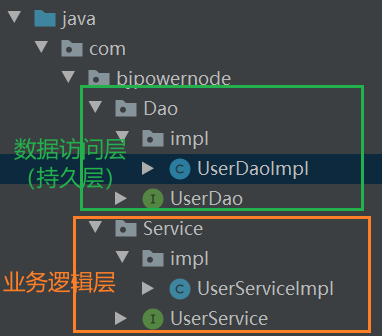 java
com
bjpowernode
Dao
数据访问层
impl
(持久层)
C UserDaoImpl
I UserDao
Service
impl
业务逻辑层
C UserServiceImpl
I UserService